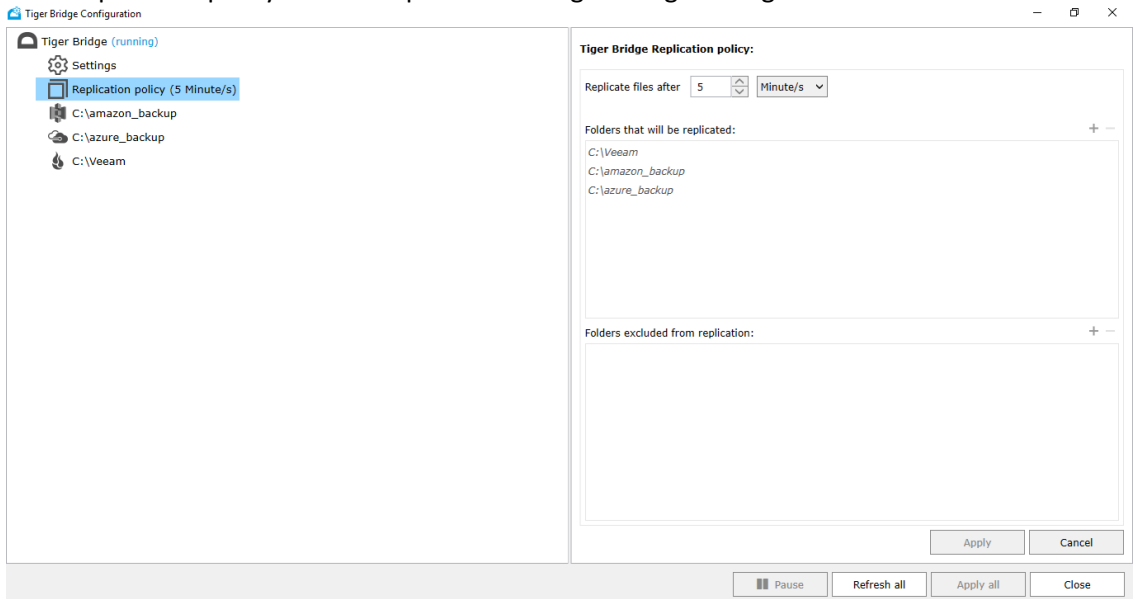 Tiger Bridge Configuration
Tiger Bridge (running)
Settings
Replication policy (5 Minute/s)
C:\amazon_backup
C:\azure_backup
C:\Veeam
Tiger Bridge Replication policy:
Replicate files after 5 Minute/s
Folders that will be replicated:
C:\Veeam
C:\amazon_backup
C:\azure_backup
Folders excluded from replication:
Apply Cancel
Pause Refresh all Apply all Close